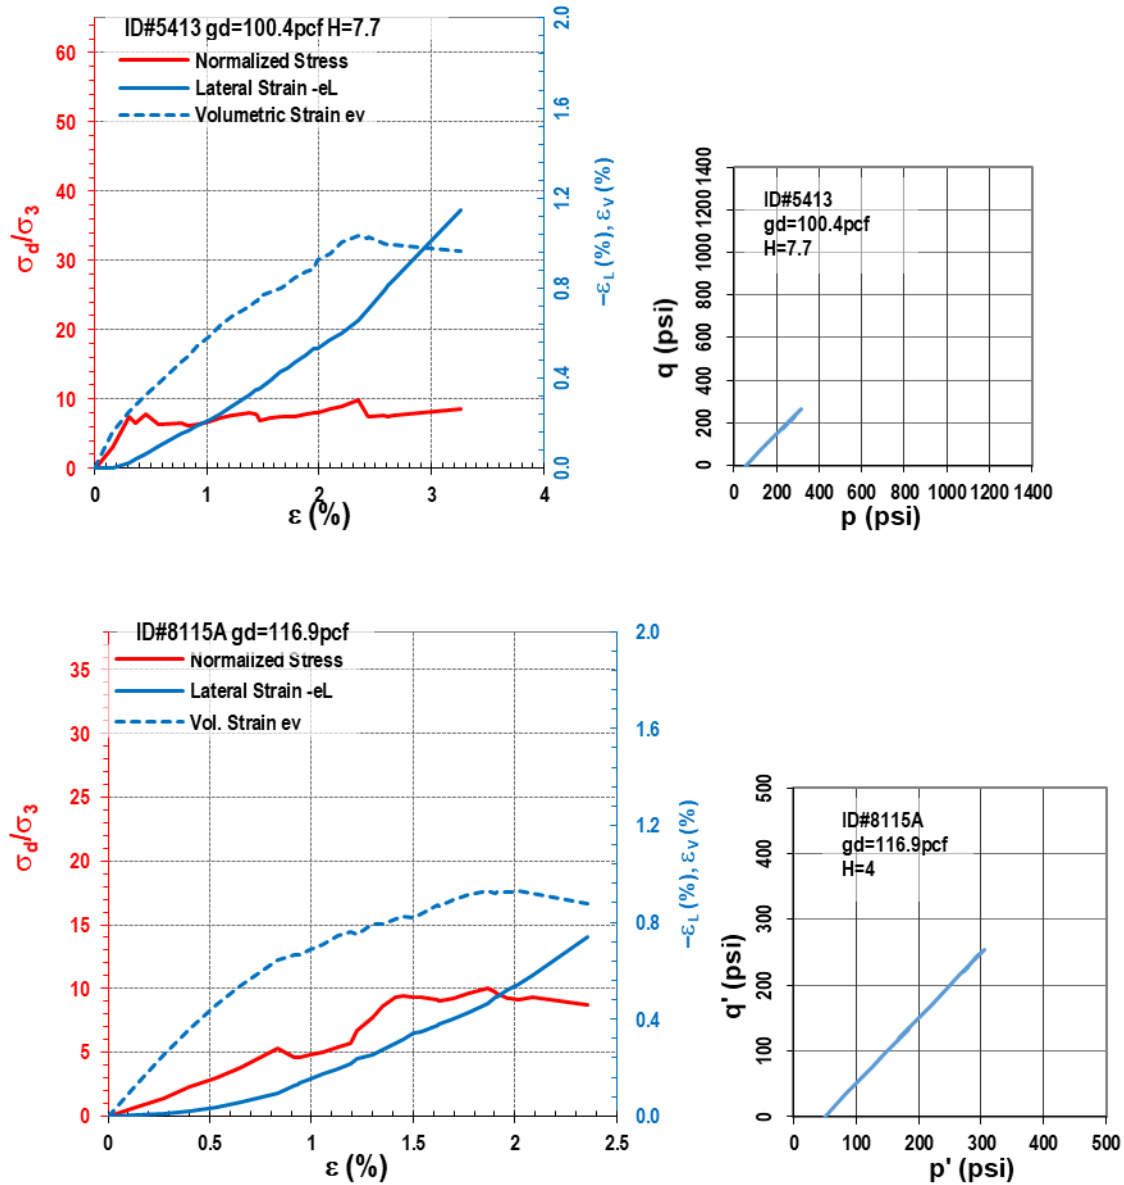 ID#5413 gd=100.4pcf H=7.7
Normalized Stress
Lateral Strain -eL
Volumetric Strain ev
σd/σ3
60
50
40
30
20
10
0
2.0
1.6
1.2
0.8
0.4
0.0
−εL (%), εV (%)
0 1 2 3 4
ε (%)
ID#5413
gd=100.4pcf
H=7.7
q (psi)
1400
1200
1000
800
600
400
200
0
0 200 400 600 800 1000 1200 1400
p (psi)
ID#8115A gd=116.9pcf
Normalized Stress
Lateral Strain -eL
Vol. Strain ev
σd/σ3
35
30
25
20
15
10
5
0
2.0
1.6
1.2
0.8
0.4
0.0
−εL (%), εV (%)
0 0.5 1 1.5 2 2.5
ε (%)
ID#8115A
gd=116.9pcf
H=4
q' (psi)
500
400
300
200
100
0
0 100 200 300 400 500
p' (psi)